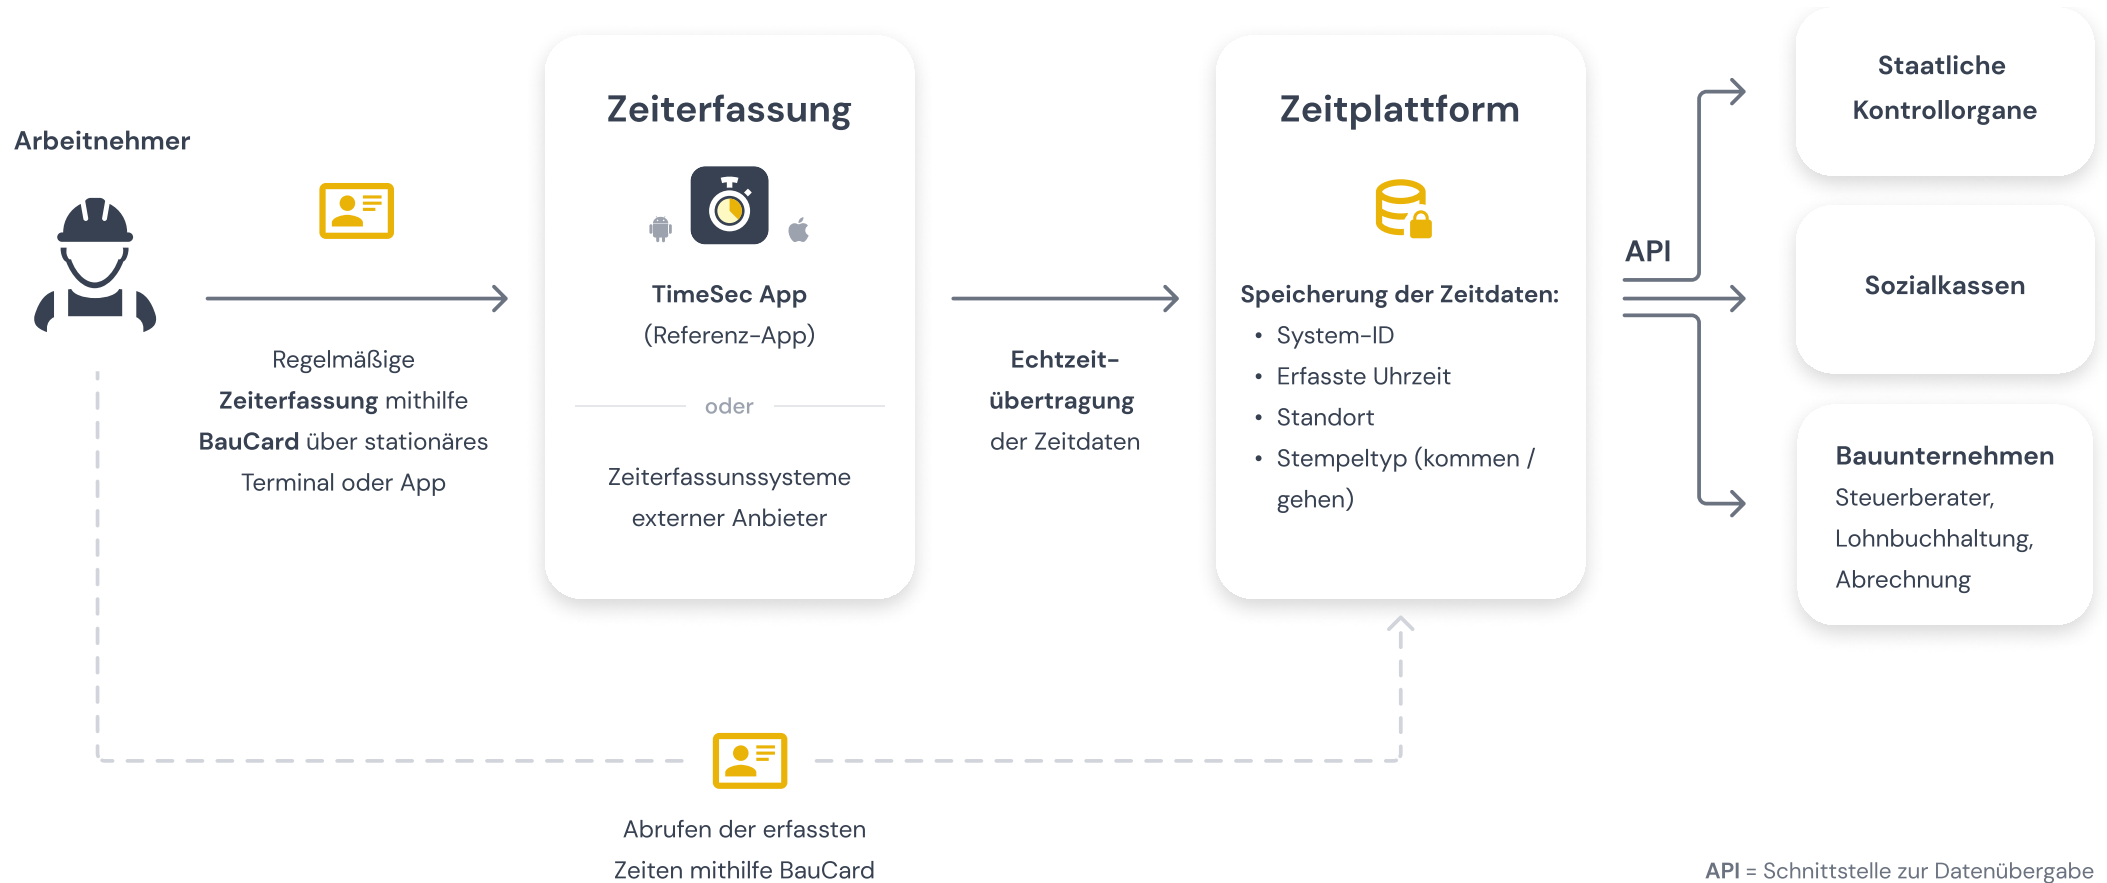 Arbeitnehmer
Regelmäßige
Zeiterfassung mithilfe
BauCard über stationäres
Terminal oder App
Zeiterfassung
TimeSec App
(Referenz-App)
oder
Zeiterfassunssysteme
externer Anbieter
Echtzeit-
übertragung
der Zeitdaten
Zeitplattform
Speicherung der Zeitdaten:
• System-ID
• Erfasste Uhrzeit
• Standort
• Stempeltyp (kommen /
gehen)
API
Staatliche
Kontrollorgane
Sozialkassen
Bauunternehmen
Steuerberater,
Lohnbuchhaltung,
Abrechnung
Abrufen der erfassten
Zeiten mithilfe BauCard
API = Schnittstelle zur Datenübergabe